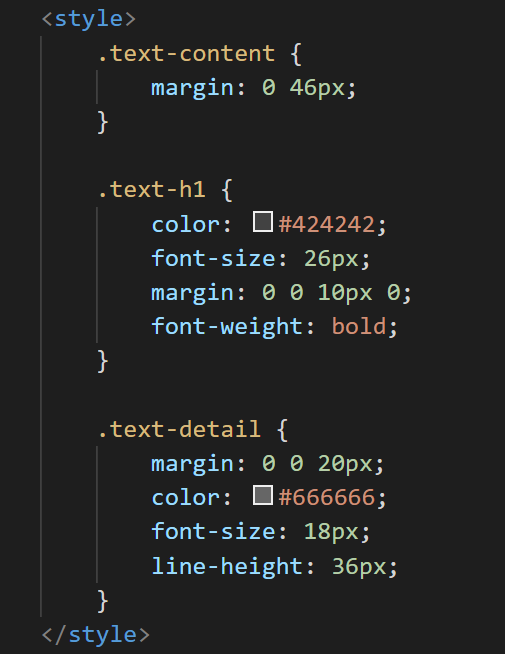 <style>
.text-content {
margin: 0 46px;
}
.text-h1 {
color: #424242;
font-size: 26px;
margin: 0 0 10px 0;
font-weight: bold;
}
.text-detail {
margin: 0 0 20px;
color: #666666;
font-size: 18px;
line-height: 36px;
}
</style>